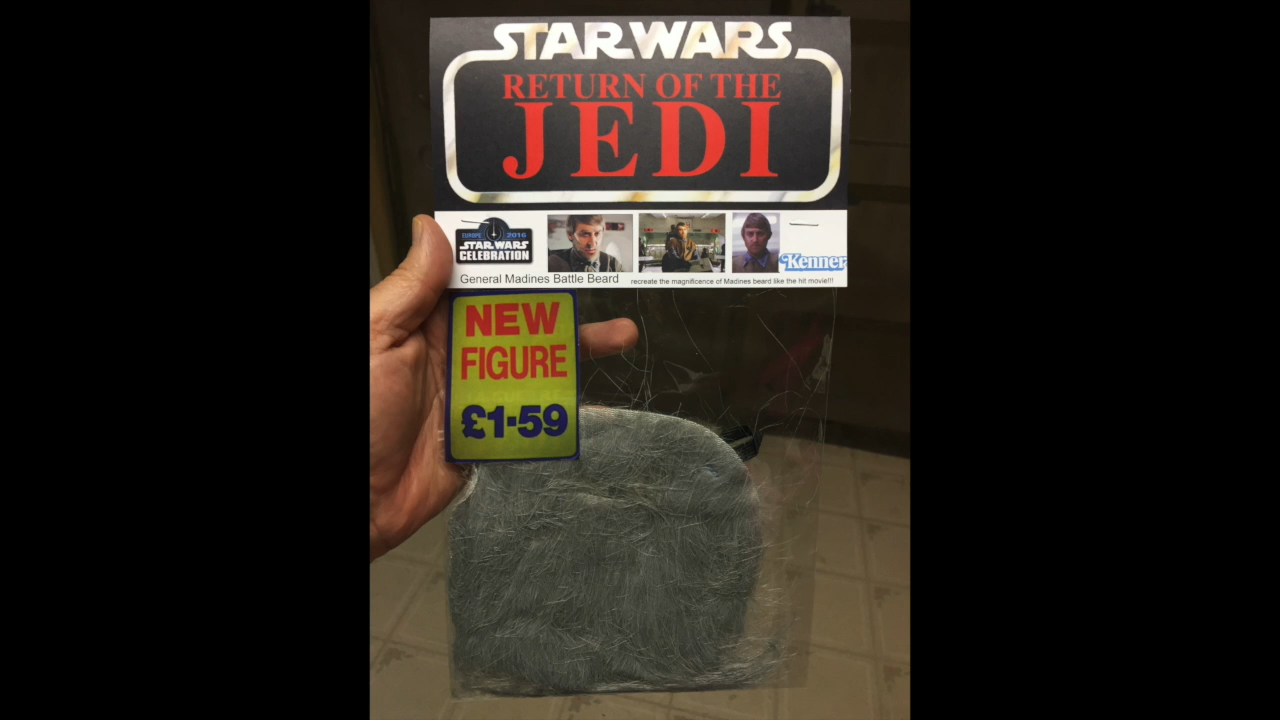 STAR WARS
RETURN OF THE
JEDI
EUROPE 2016
STAR WARS
CELEBRATION
Kenner
General Madines Battle Beard
recreate the magnificence of Madines beard like the hit movie!!!
NEW
FIGURE
£1·59